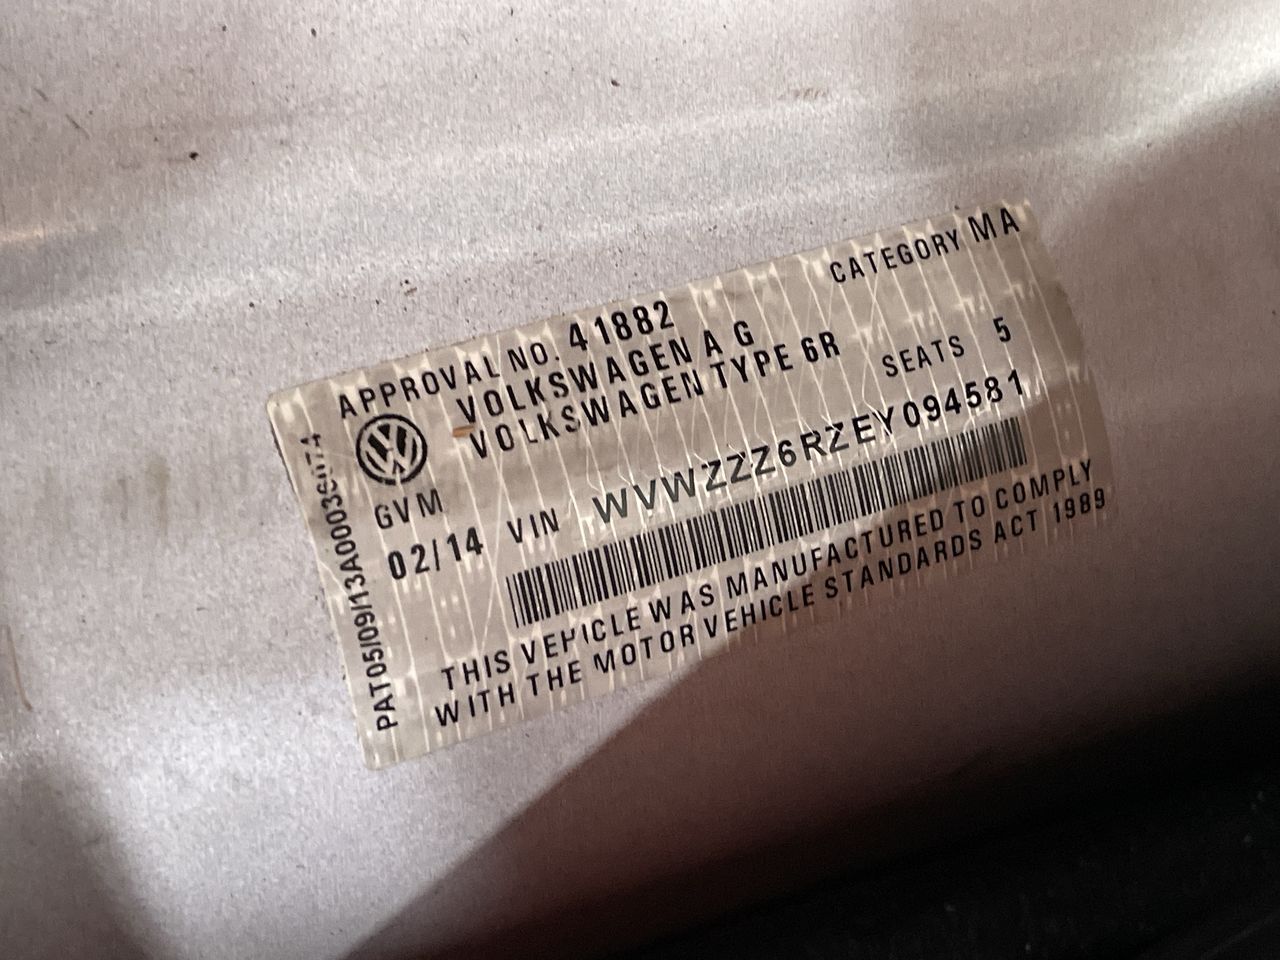 APPROVAL NO. 41882 CATEGORY MA
VOLKSWAGEN A G
VOLKSWAGEN TYPE 6R SEATS 5
GVM
02/14 VIN WVWZZZ6RZEY094581
THIS VEHICLE WAS MANUFACTURED TO COMPLY
WITH THE MOTOR VEHICLE STANDARDS ACT 1989